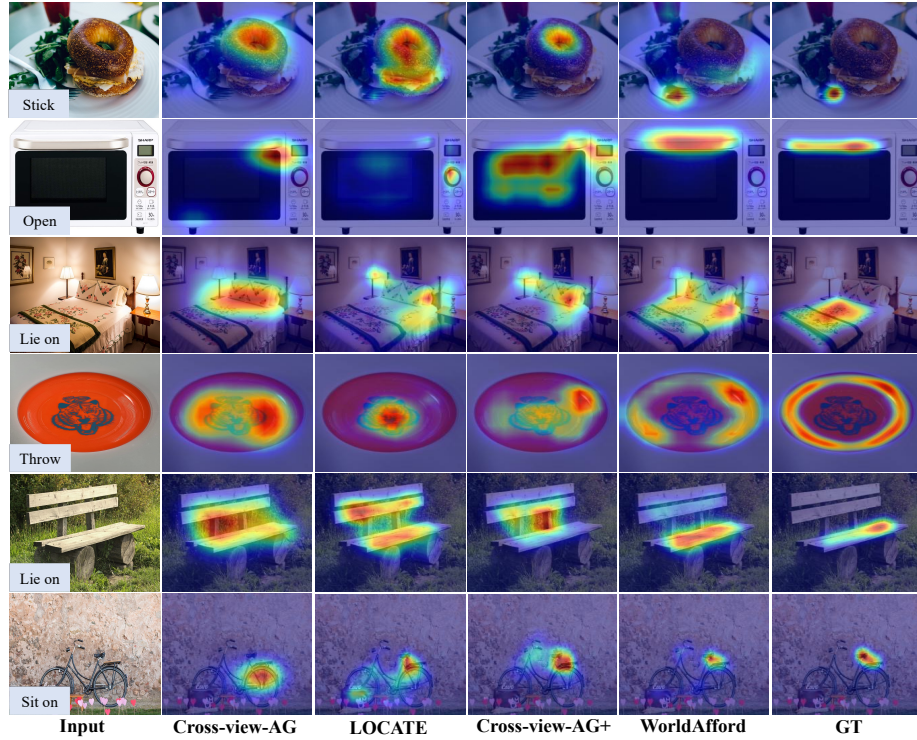 Stick
SHARP
Open
Lie on
Throw
Lie on
Sit on
Input Cross-view-AG LOCATE Cross-view-AG+ WorldAfford GT